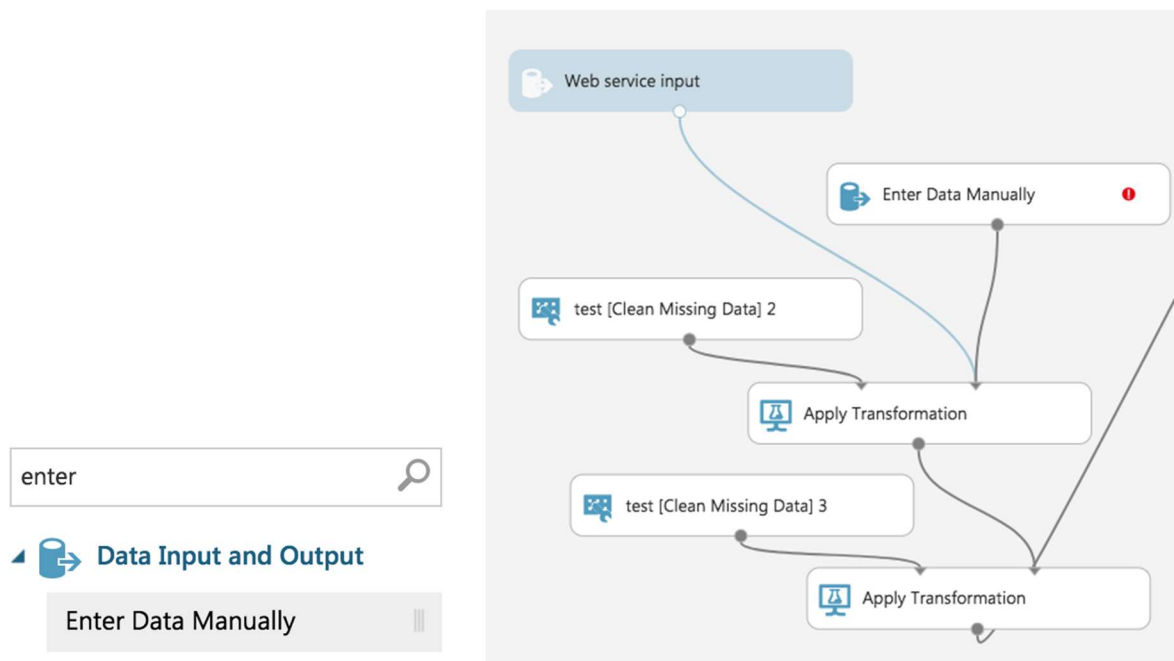 enter
Data Input and Output
Enter Data Manually
Web service input
Enter Data Manually
test [Clean Missing Data] 2
Apply Transformation
test [Clean Missing Data] 3
Apply Transformation